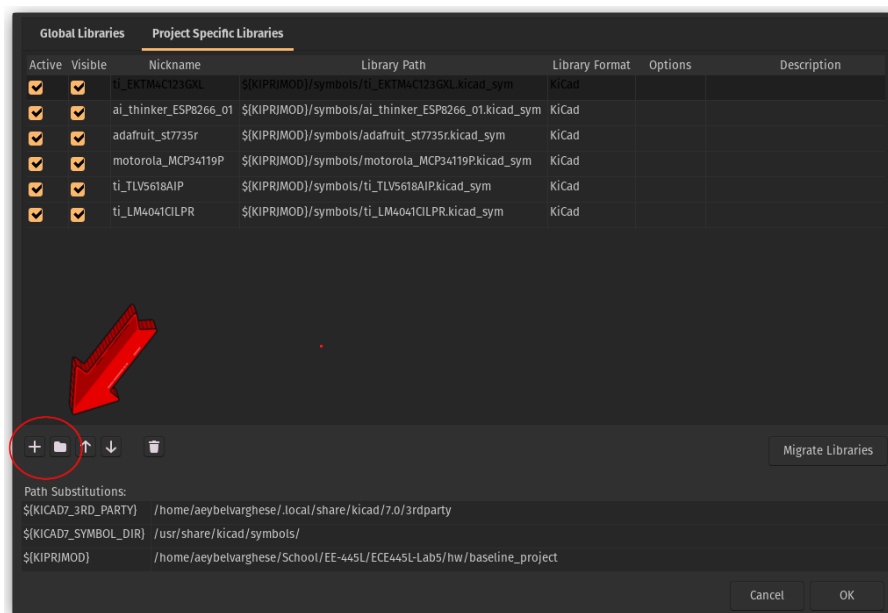 Global Libraries Project Specific Libraries
Active Visible Nickname Library Path Library Format Options Description
ti_EKTM4C123GXL ${KIPRJMOD}/symbols/ti_EKTM4C123GXL.kicad_sym KiCad
ai_thinker_ESP8266_01 ${KIPRJMOD}/symbols/ai_thinker_ESP8266_01.kicad_sym KiCad
adafruit_st7735r ${KIPRJMOD}/symbols/adafruit_st7735r.kicad_sym KiCad
motorola_MCP34119P ${KIPRJMOD}/symbols/motorola_MCP34119P.kicad_sym KiCad
ti_TLV5618AIP ${KIPRJMOD}/symbols/ti_TLV5618AIP.kicad_sym KiCad
ti_LM4041CILPR ${KIPRJMOD}/symbols/ti_LM4041CILPR.kicad_sym KiCad
Migrate Libraries
Path Substitutions:
${KICAD7_3RD_PARTY} /home/aeybelvarghese/.local/share/kicad/7.0/3rdparty
${KICAD7_SYMBOL_DIR} /usr/share/kicad/symbols/
${KIPRJMOD} /home/aeybelvarghese/School/EE-445L/ECE445L-Lab5/hw/baseline_project
Cancel OK